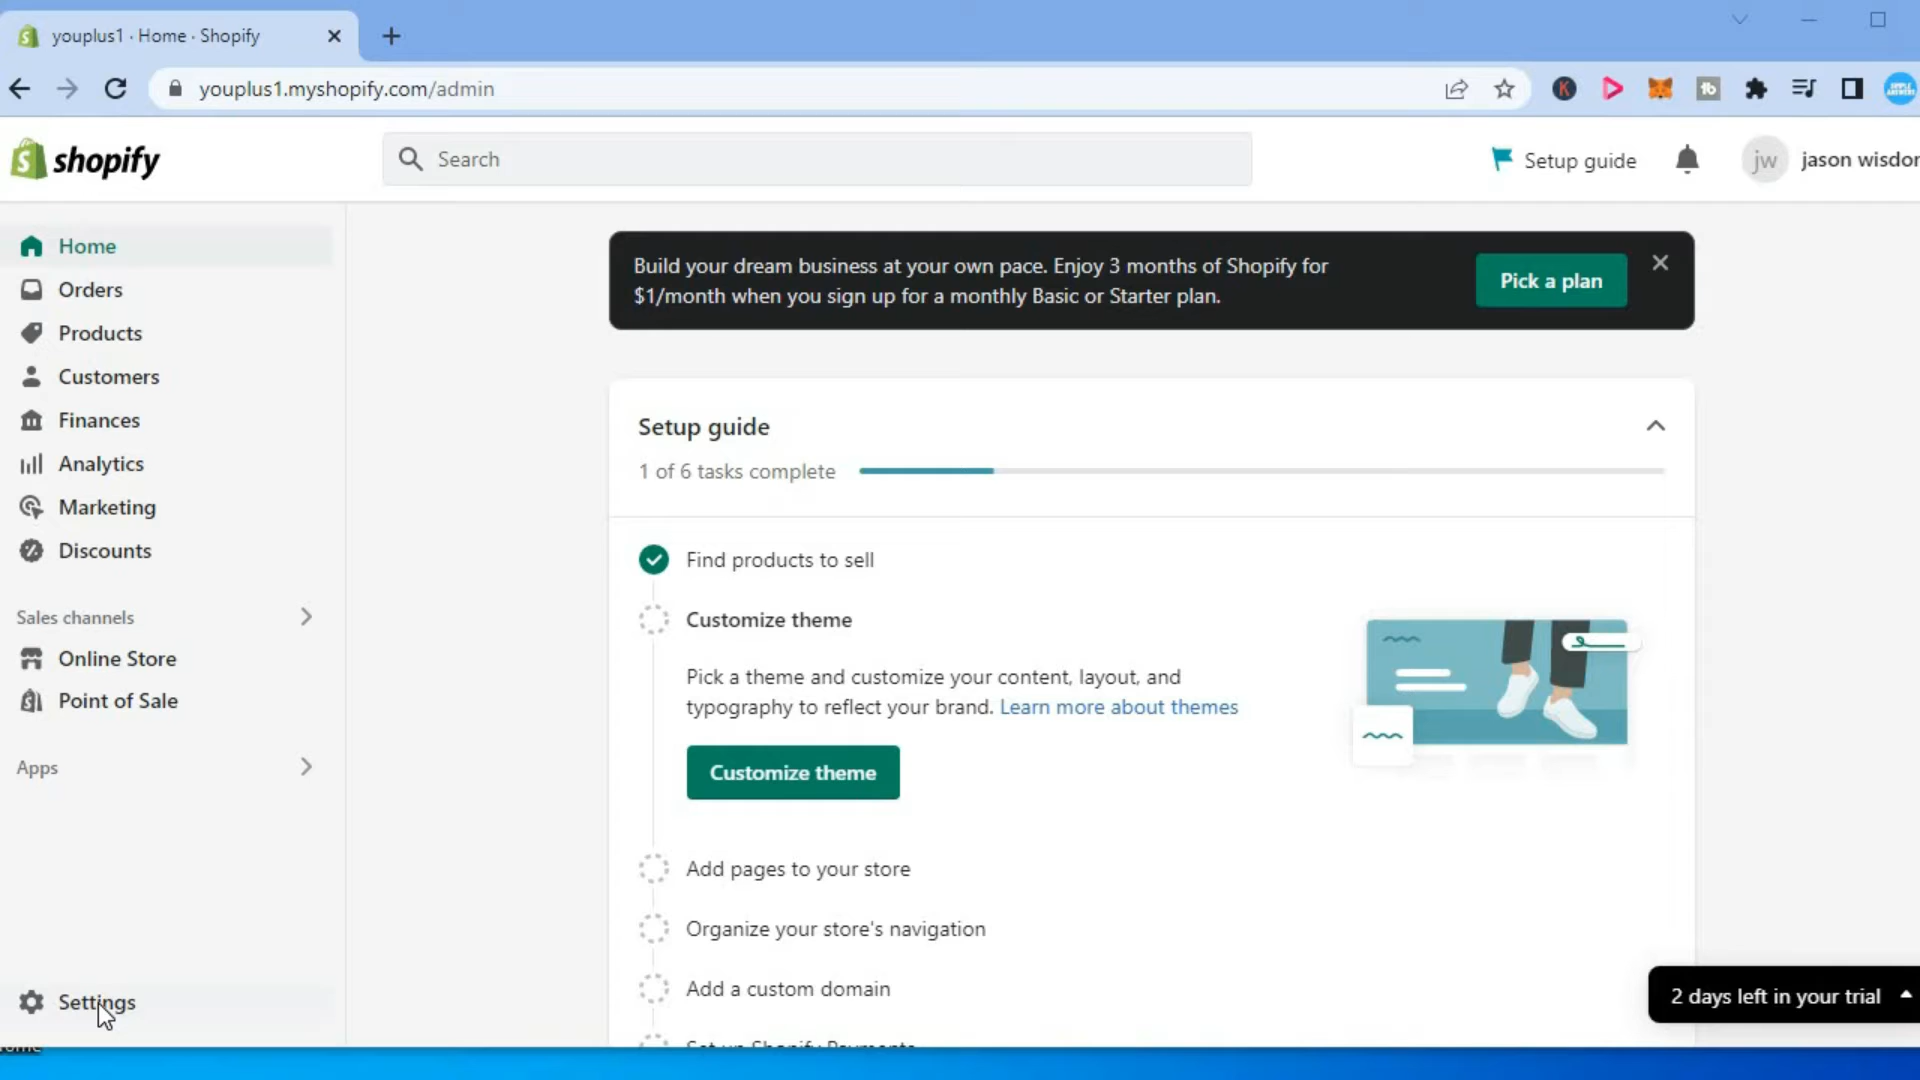 youplus1 · Home · Shopify
youplus1.myshopify.com/admin
shopify
Search
Setup guide
jw
jason wisdor
Home
Orders
Products
Customers
Finances
Analytics
Marketing
Discounts
Sales channels
Online Store
Point of Sale
Apps
Settings
Build your dream business at your own pace. Enjoy 3 months of Shopify for
$1/month when you sign up for a monthly Basic or Starter plan.
Pick a plan
Setup guide
1 of 6 tasks complete
Find products to sell
Customize theme
Pick a theme and customize your content, layout, and
typography to reflect your brand. Learn more about themes
Customize theme
Add pages to your store
Organize your store's navigation
Add a custom domain
Set up Shopify Payments
2 days left in your trial